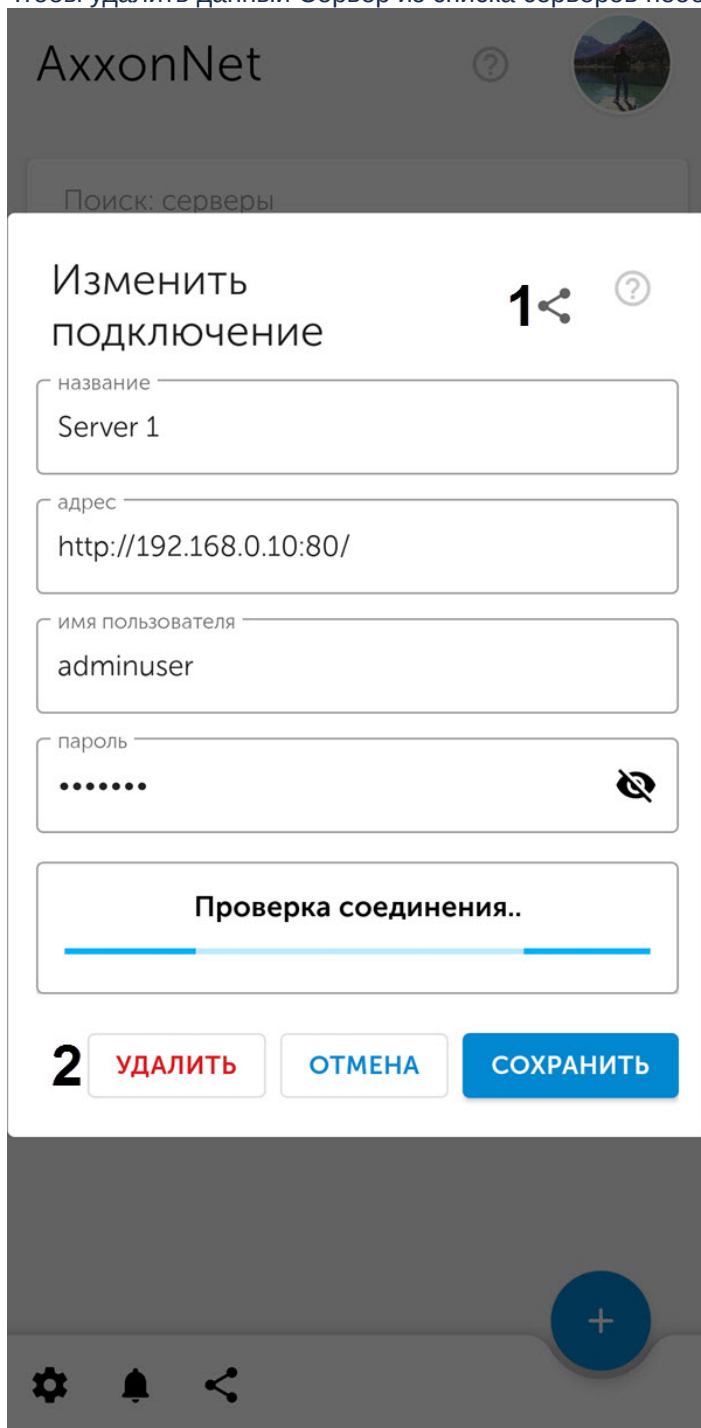 AxxonNet
Поиск: серверы
Изменить
подключение
1
название
Server 1
адрес
http://192.168.0.10:80/
имя пользователя
adminuser
пароль
•••••••
Проверка соединения..
2 УДАЛИТЬ ОТМЕНА СОХРАНИТЬ